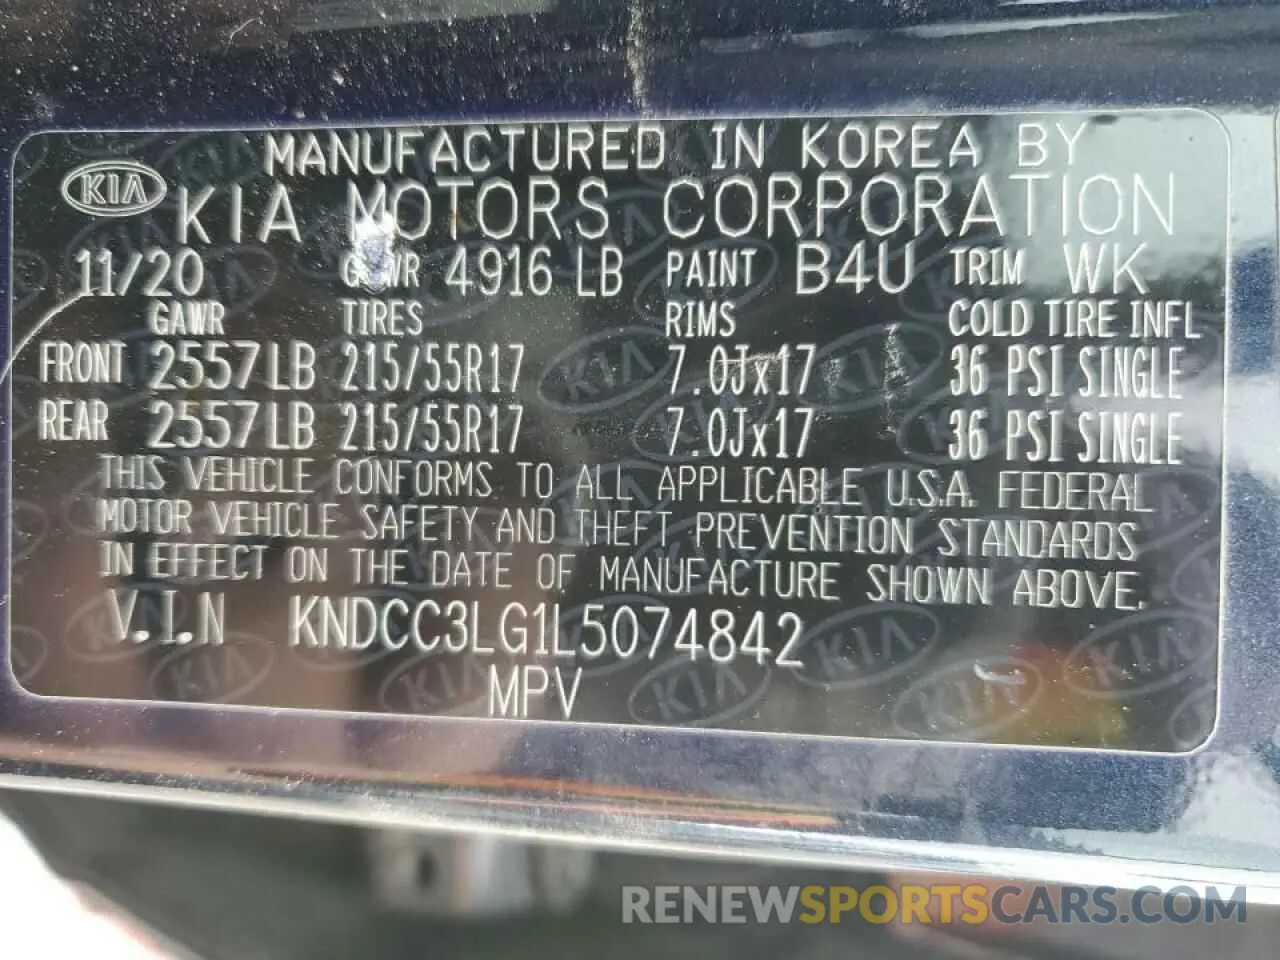 MANUFACTURED IN KOREA BY
KIA KIA MOTORS CORPORATION
11/20 GVWR 4916 LB PAINT B4U TRIM WK
GAWR TIRES RIMS COLD TIRE INFL
FRONT 2557LB 215/55R17 7.0Jx17 36 PSI SINGLE
REAR 2557LB 215/55R17 7.0Jx17 36 PSI SINGLE
THIS VEHICLE CONFORMS TO ALL APPLICABLE U.S.A. FEDERAL
MOTOR VEHICLE SAFETY AND THEFT PREVENTION STANDARDS
IN EFFECT ON THE DATE OF MANUFACTURE SHOWN ABOVE.
V.I.N KNDCC3LG1L5074842
MPV
RENEWSPORTSCARS.COM